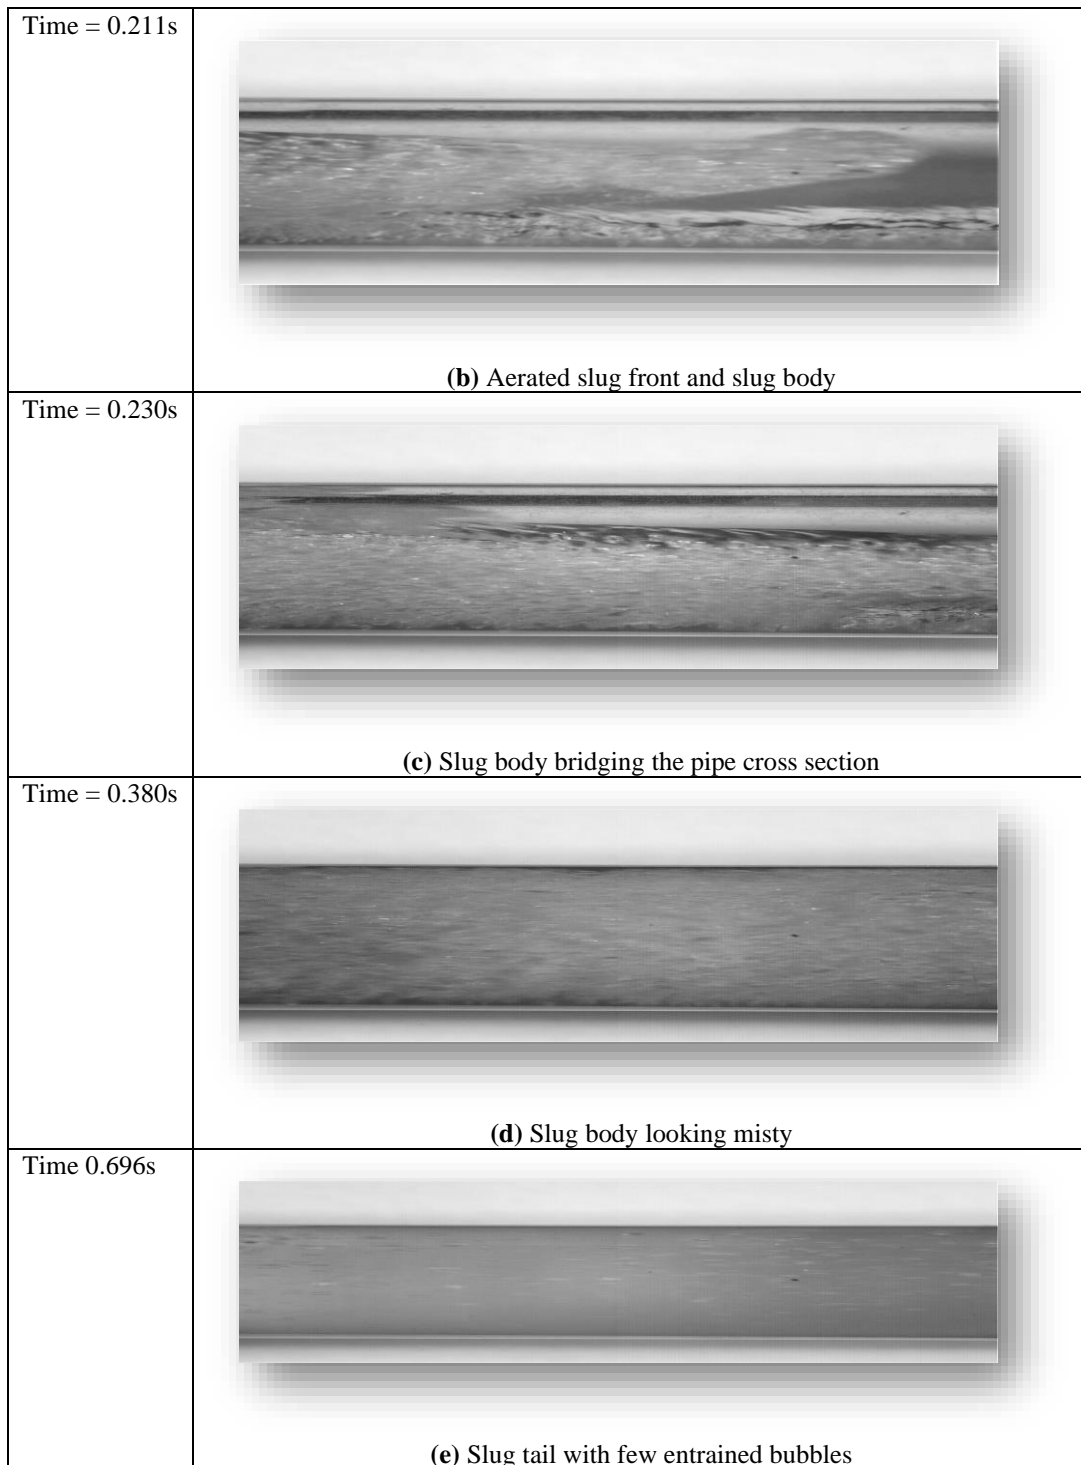 Time = 0.211s
(b) Aerated slug front and slug body
Time = 0.230s
(c) Slug body bridging the pipe cross section
Time = 0.380s
(d) Slug body looking misty
Time 0.696s
(e) Slug tail with few entrained bubbles